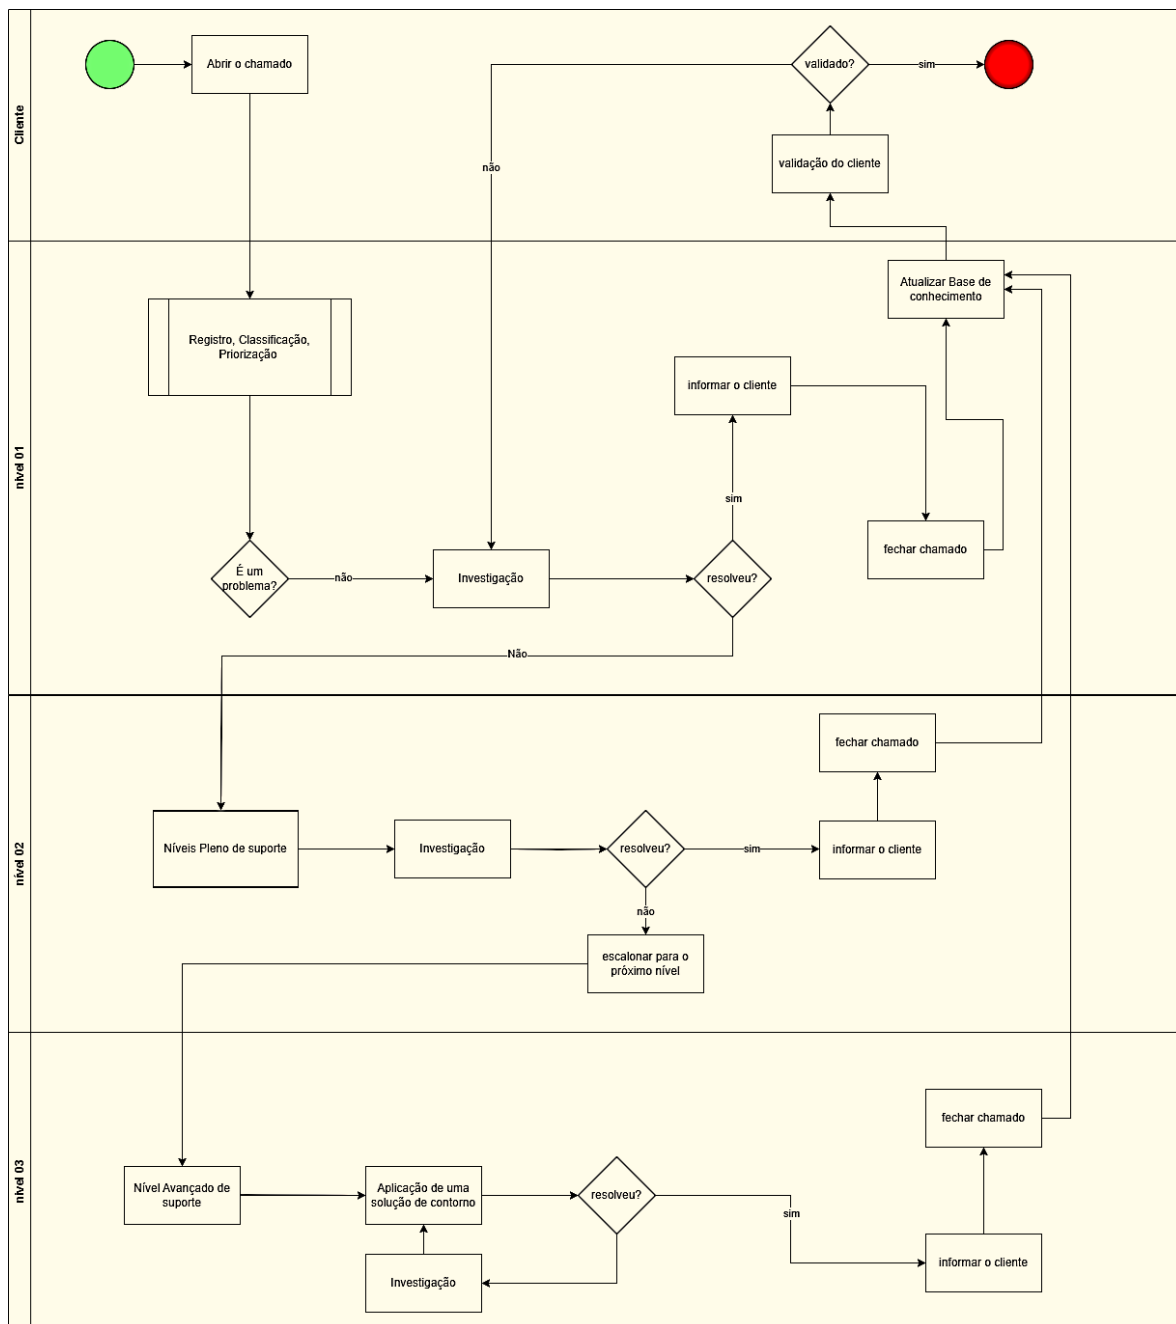 Cliente
Abrir o chamado
validado?
sim
não
validação do cliente
nível 01
Atualizar Base de
conhecimento
Registro, Classificação,
Priorização
informar o cliente
sim
fechar chamado
É um
problema?
não
Investigação
resolveu?
Não
nível 02
fechar chamado
Níveis Pleno de suporte
Investigação
resolveu?
sim
informar o cliente
não
escalonar para o
próximo nível
nível 03
fechar chamado
Nível Avançado de
suporte
Aplicação de uma
solução de contorno
resolveu?
sim
Investigação
informar o cliente